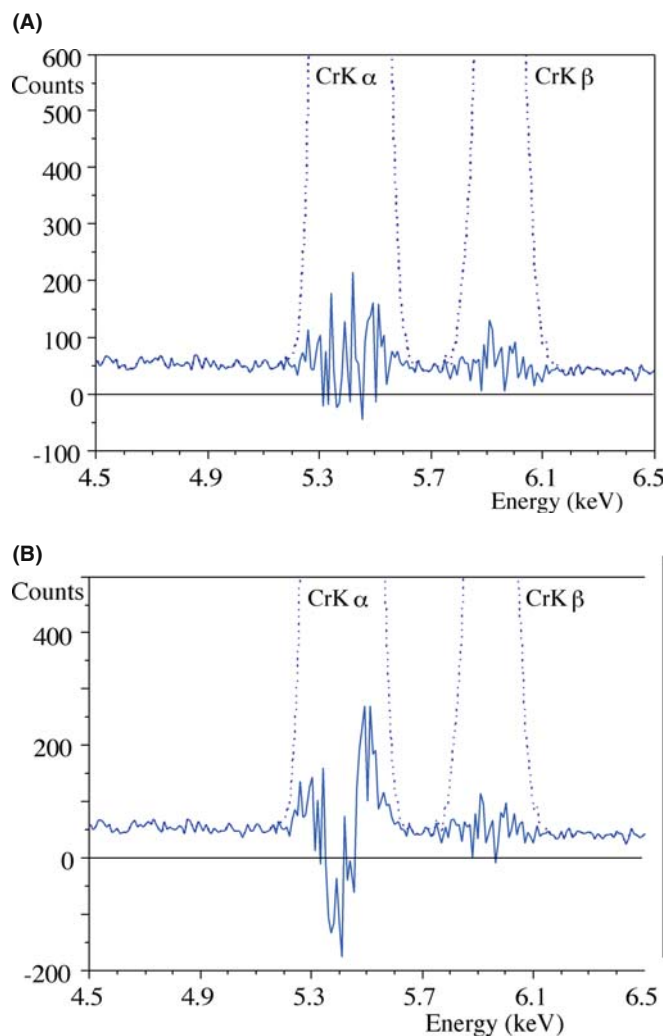 (A)
600
Counts
CrK α
CrK β
500
400
300
200
100
0
-100
4.5 4.9 5.3 5.7 6.1 6.5
Energy (keV)
(B)
Counts
CrK α
CrK β
400
200
0
-200
4.5 4.9 5.3 5.7 6.1 6.5
Energy (keV)